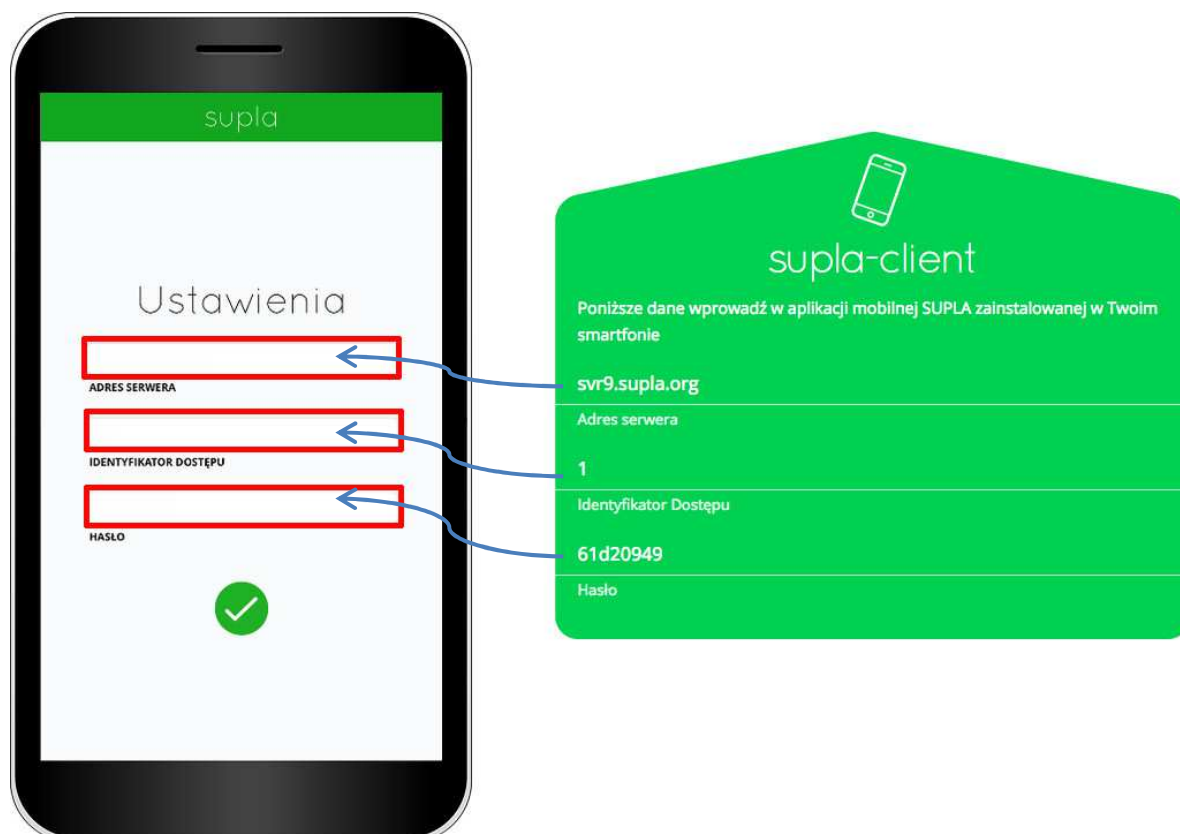 supla
Ustawienia
ADRES SERWERA
IDENTYFIKATOR DOSTĘPU
HASŁO
supla-client
Poniższe dane wprowadź w aplikacji mobilnej SUPLA zainstalowanej w Twoim
smartfonie
svr9.supla.org
Adres serwera
1
Identyfikator Dostępu
61d20949
Hasło